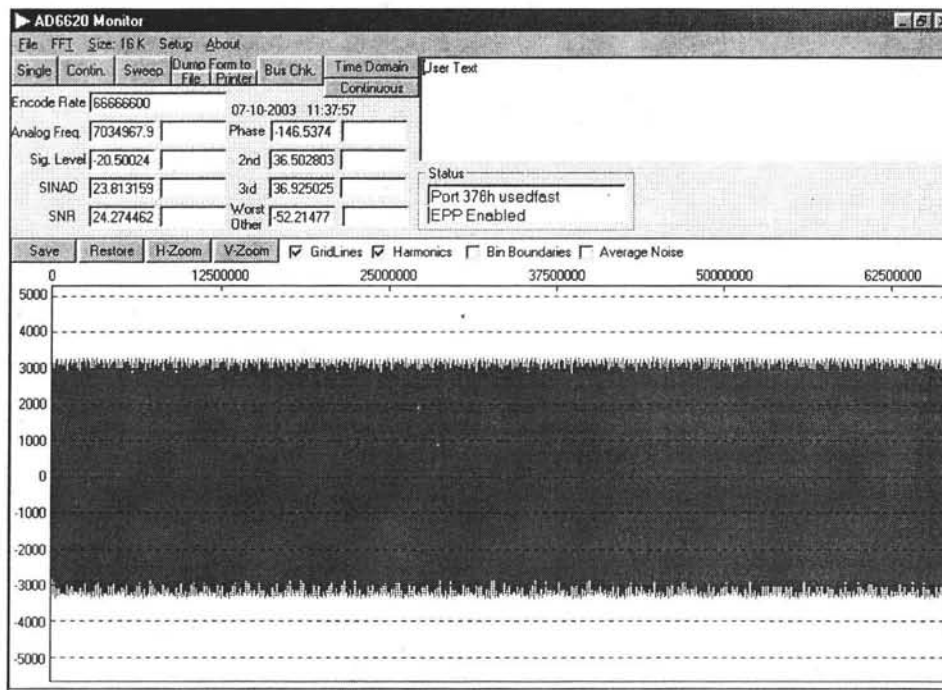 AD6620 Monitor
File FFT Size: 16 K Setup About
Single Contin. Sweep Dump File Form to Printer Bus Chk. Time Domain Continuous
User Text
Encode Rate 66666600 07-10-2003 11:37:57
Analog Freq. 7034967.9 Phase -146.5374
Sig. Level -20.50024 2nd 36.502803
SINAD 23.813159 3rd 36.925025
SNR 24.274462 Worst Other -52.21477
Status
Port 378h usedfast
EPP Enabled
Save Restore H-Zoom V-Zoom GridLines Harmonics Bin Boundaries Average Noise
0 12500000 25000000 37500000 50000000 62500000
5000
4000
3000
2000
1000
0
-1000
-2000
-3000
-4000
-5000